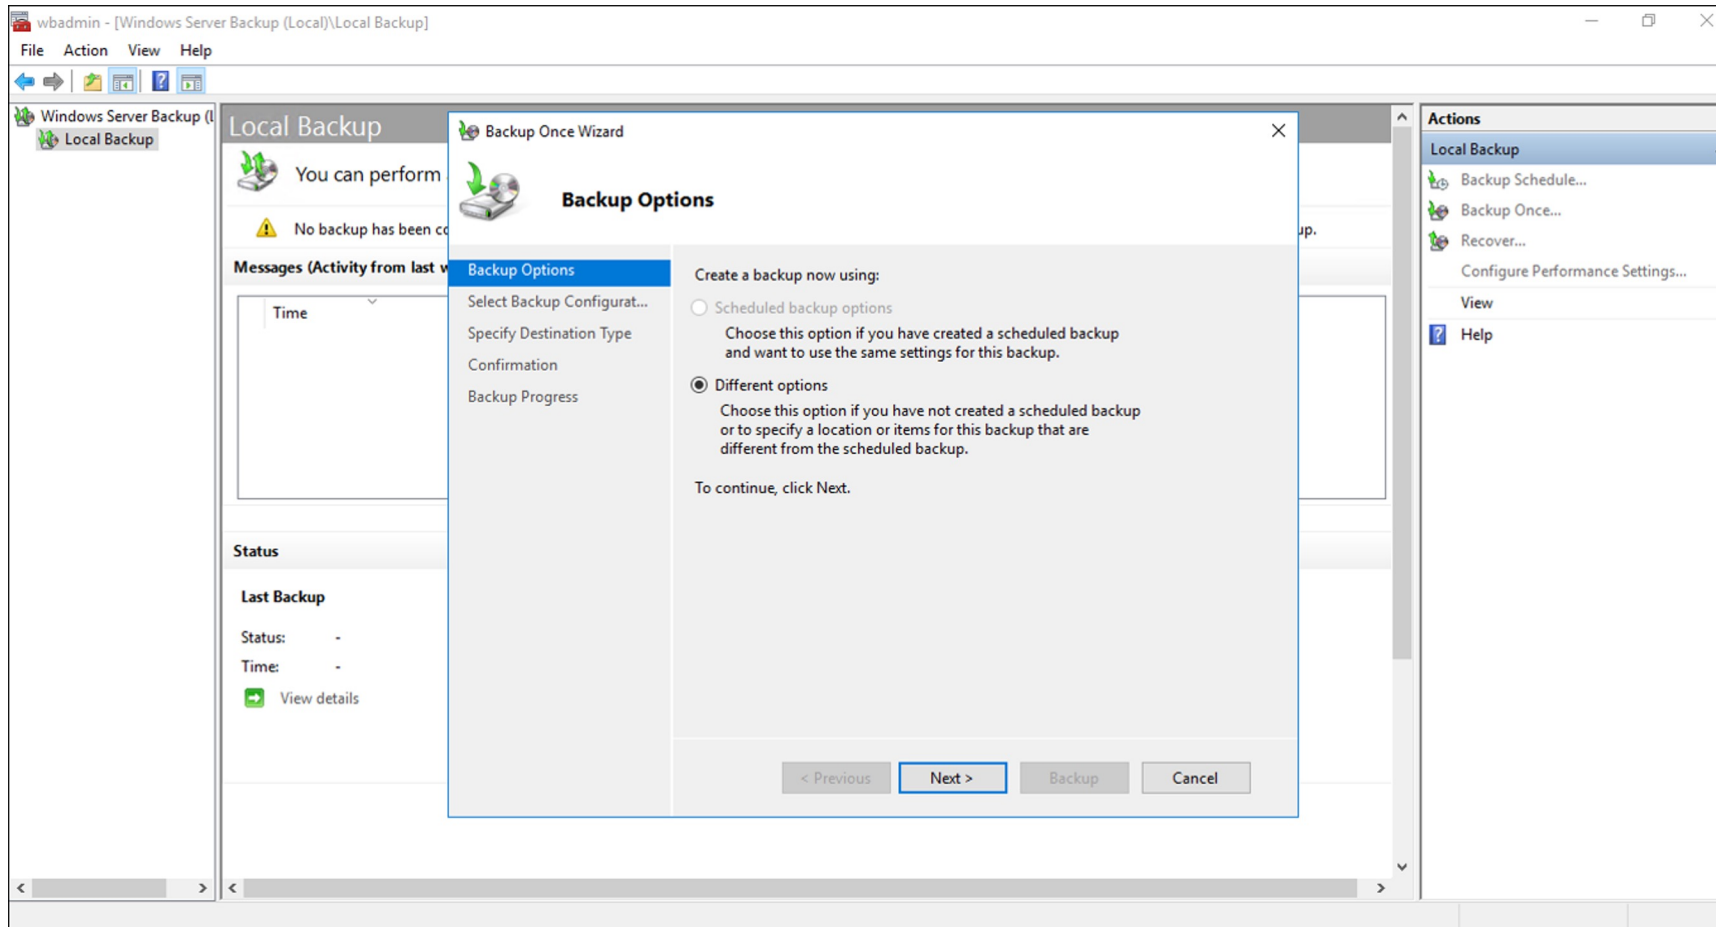 wbadmin - [Windows Server Backup (Local)\Local Backup]
File Action View Help
Windows Server Backup (L
Local Backup
Local Backup
You can perform
No backup has been co
up.
Messages (Activity from last w
Time
Status
Last Backup
Status: -
Time: -
View details
Backup Once Wizard
Backup Options
Backup Options
Select Backup Configurat...
Specify Destination Type
Confirmation
Backup Progress
Create a backup now using:
Scheduled backup options
Choose this option if you have created a scheduled backup
and want to use the same settings for this backup.
Different options
Choose this option if you have not created a scheduled backup
or to specify a location or items for this backup that are
different from the scheduled backup.
To continue, click Next.
< Previous
Next >
Backup
Cancel
Actions
Local Backup
Backup Schedule...
Backup Once...
Recover...
Configure Performance Settings...
View
Help